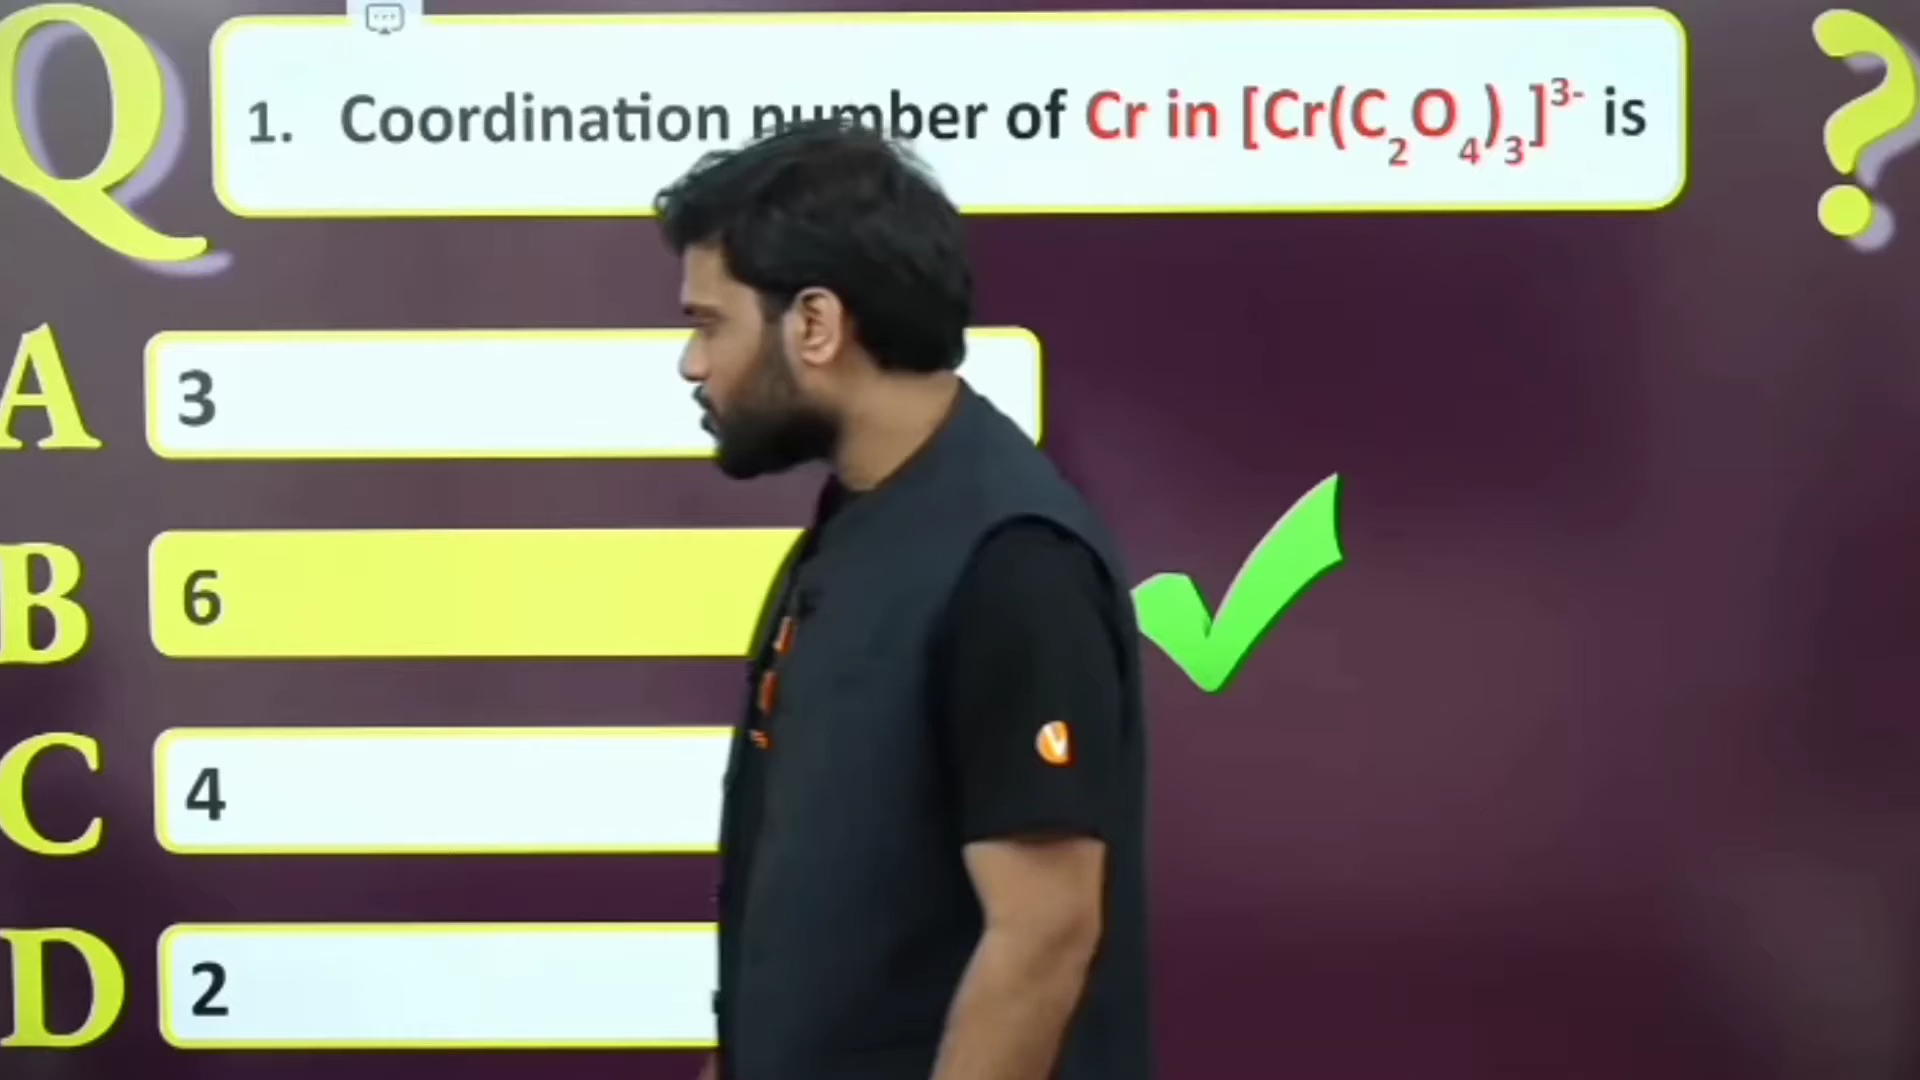 Q
?
1. Coordination number of Cr in [Cr(C₂O₄)₃]³⁻ is
A 3
B 6
C 4
D 2
V